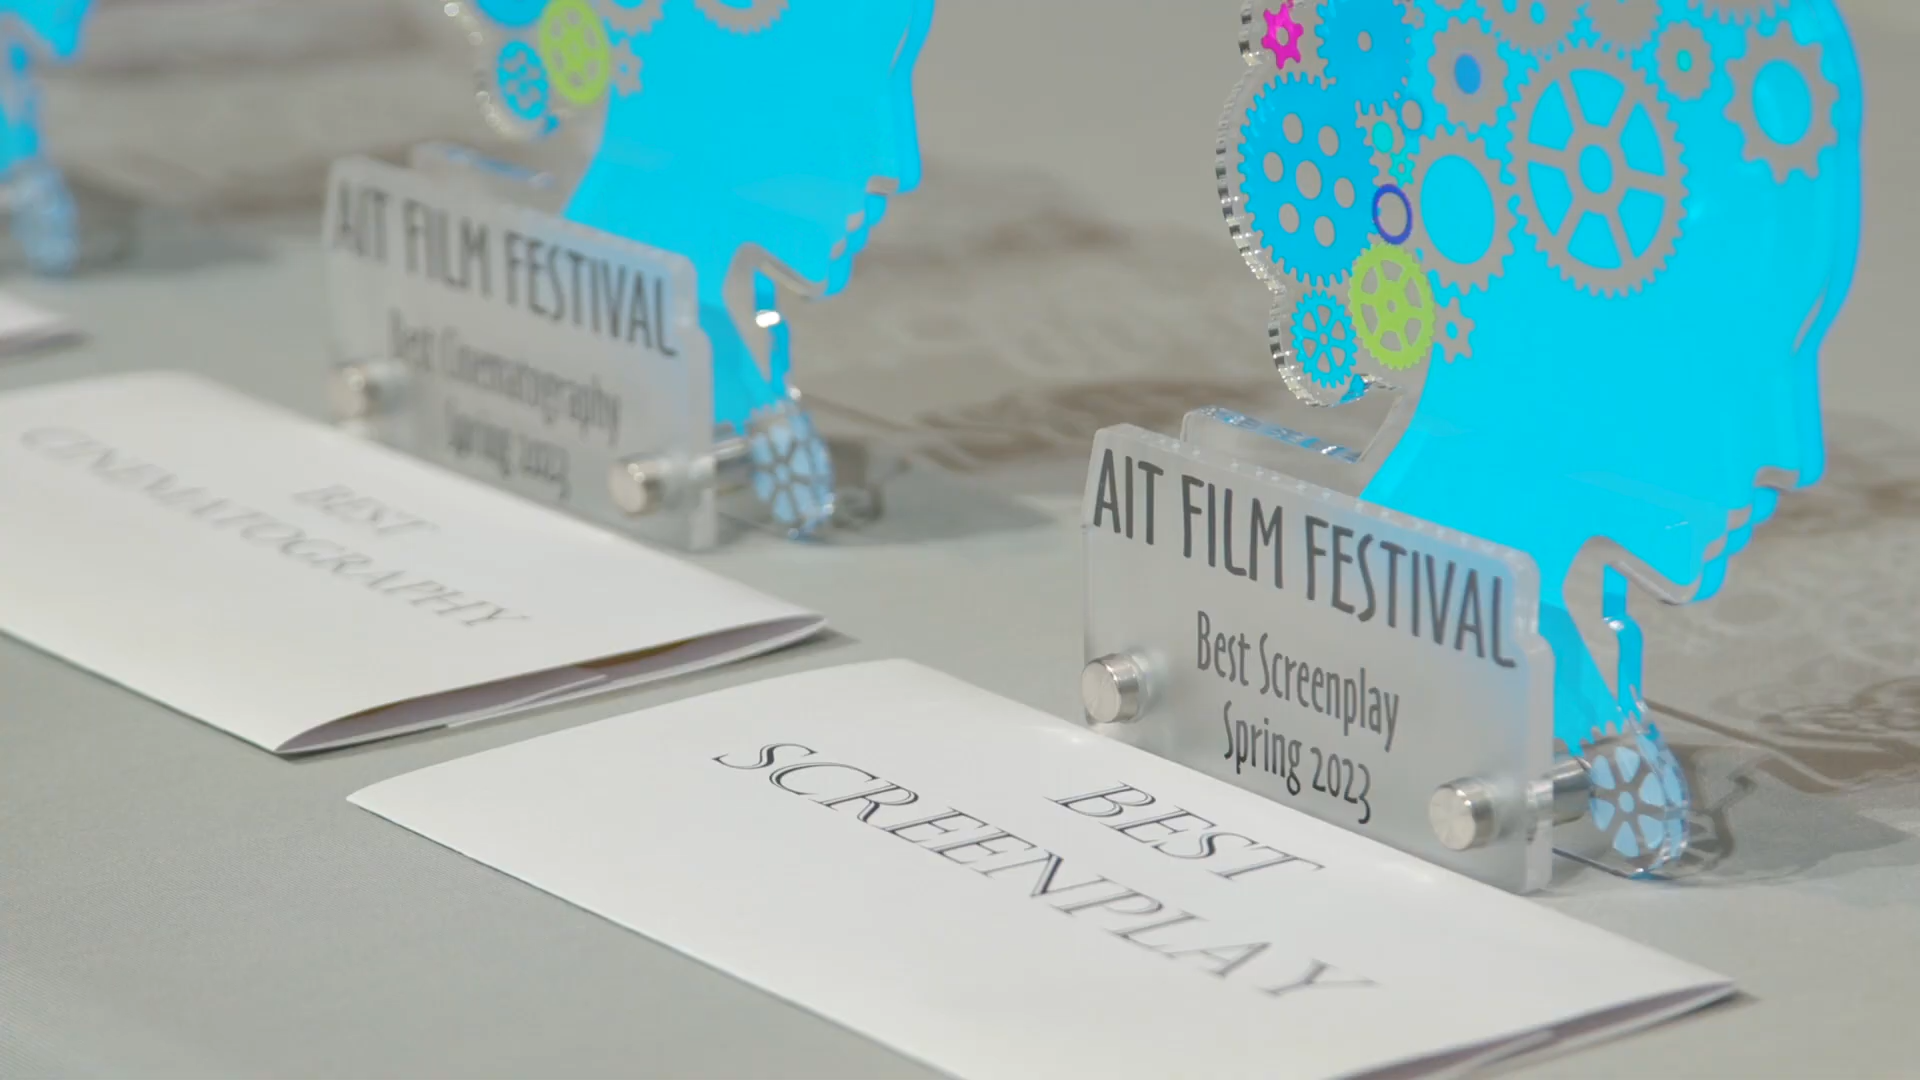 AIT FILM FESTIVAL
Best Cinematography
Spring 2023
BEST
CINEMATOGRAPHY
AIT FILM FESTIVAL
Best Screenplay
Spring 2023
BEST
SCREENPLAY